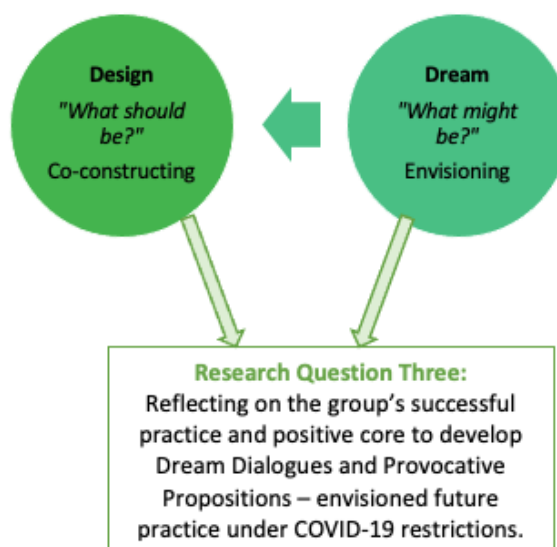 Design
"What should
be?"
Co-constructing
Dream
"What might
be?"
Envisioning
Research Question Three:
Reflecting on the group’s successful
practice and positive core to develop
Dream Dialogues and Provocative
Propositions – envisioned future
practice under COVID-19 restrictions.